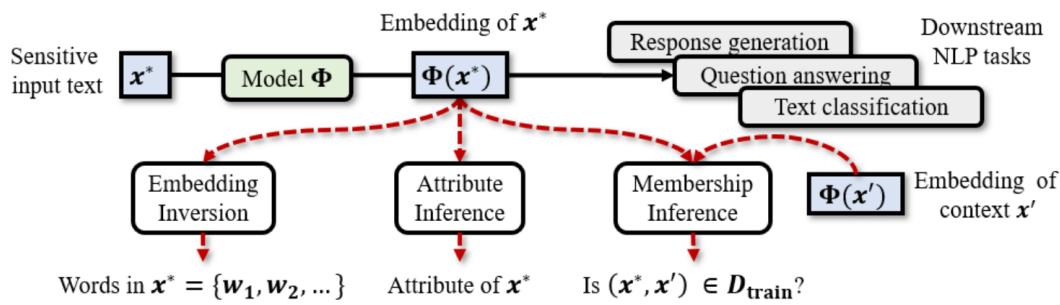 Embedding of x*
Sensitive
input text
x*
Model Φ
Φ(x*)
Response generation
Question answering
Text classification
Downstream
NLP tasks
Embedding
Inversion
Attribute
Inference
Membership
Inference
Φ(x′)
Embedding of
context x′
Words in x* = {w₁, w₂, …}
Attribute of x*
Is (x*, x′) ∈ D_train?